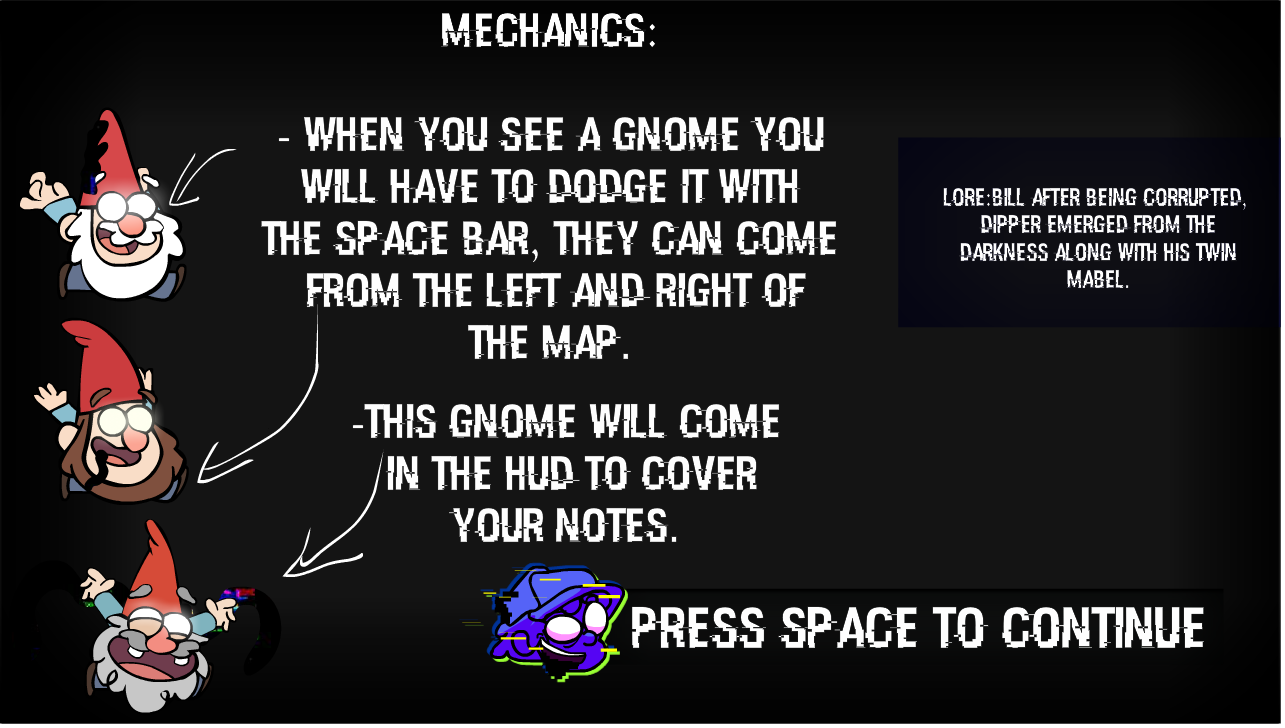 MECHANICS:
- WHEN YOU SEE A GNOME YOU
WILL HAVE TO DODGE IT WITH
THE SPACE BAR, THEY CAN COME
FROM THE LEFT AND RIGHT OF
THE MAP.
-THIS GNOME WILL COME
IN THE HUD TO COVER
YOUR NOTES.
LORE:BILL AFTER BEING CORRUPTED,
DIPPER EMERGED FROM THE
DARKNESS ALONG WITH HIS TWIN
MABEL.
PRESS SPACE TO CONTINUE